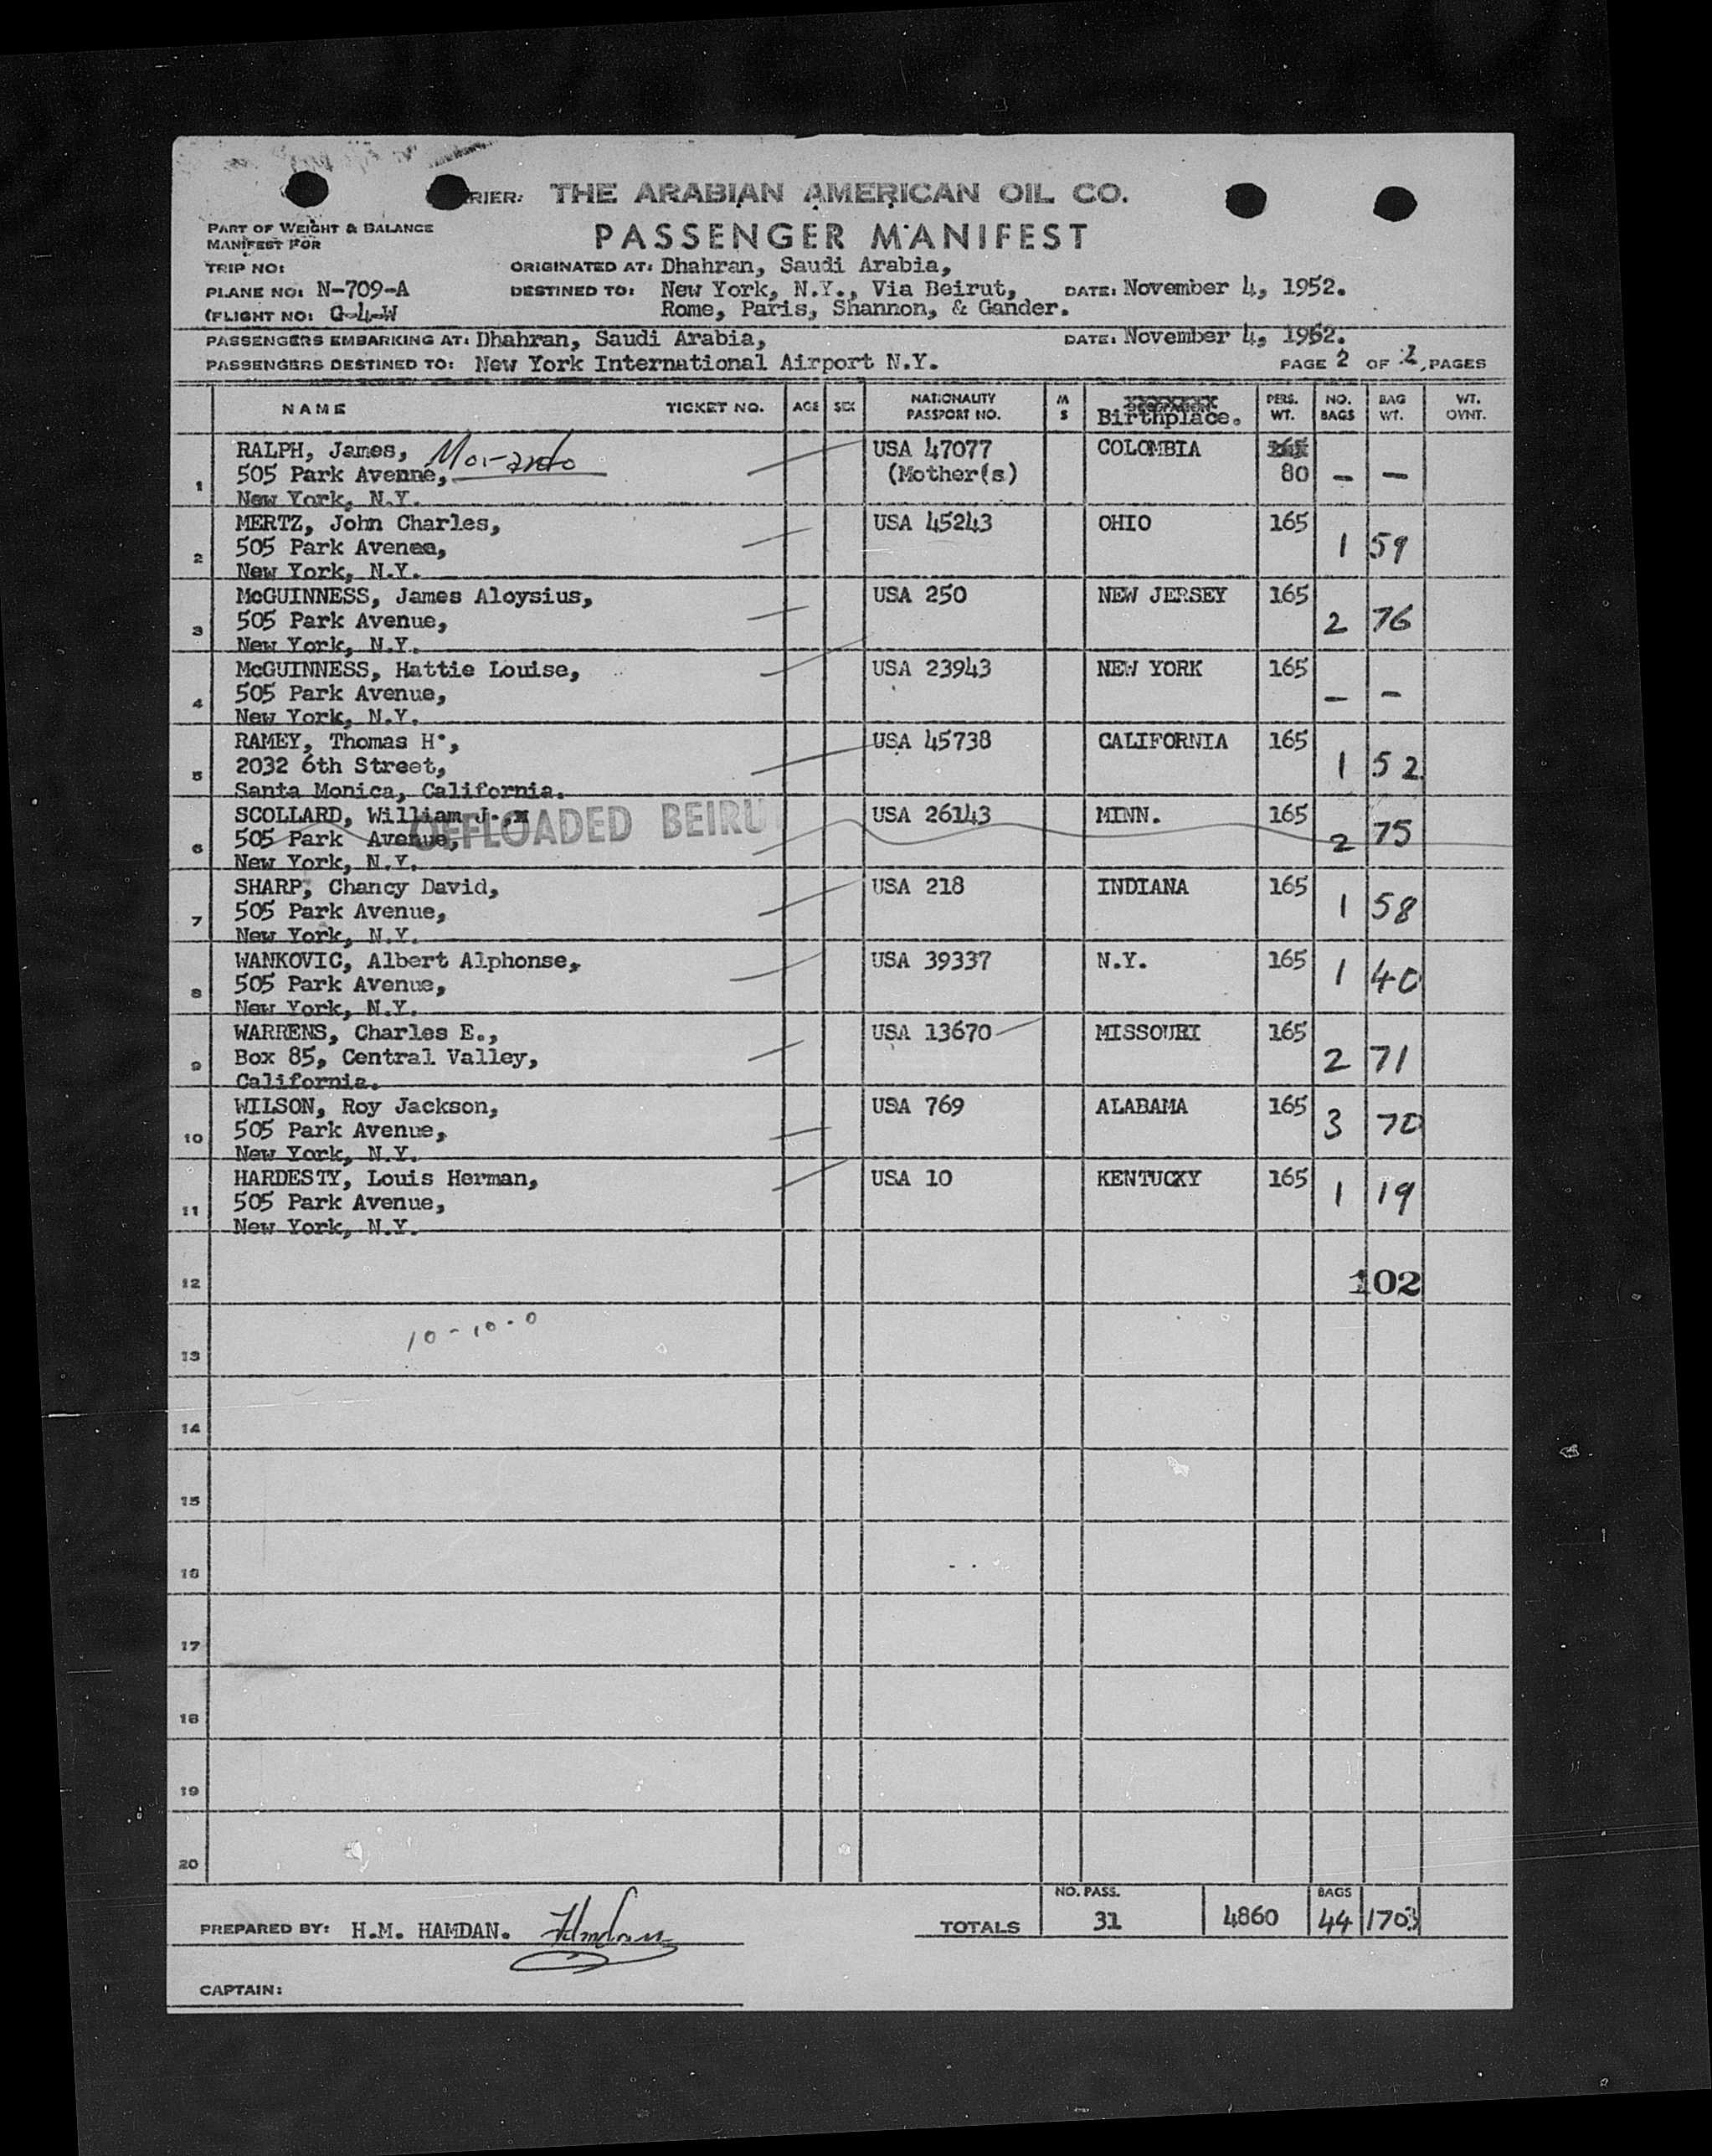 RIER: THE ARABIAN AMERICAN OIL CO.
PART OF WEIGHT & BALANCE
MANIFEST FOR
PASSENGER MANIFEST
TRIP NO:
ORIGINATED AT: Dhahran, Saudi Arabia,
PLANE NO: N-709-A
DESTINED TO: New York, N.Y., Via Beirut, DATE: November 4, 1952.
(FLIGHT NO: G-4-W
Rome, Paris, Shannon, & Gander.
PASSENGERS EMBARKING AT: Dhahran, Saudi Arabia, DATE: November 4, 1952.
PASSENGERS DESTINED TO: New York International Airport N.Y. PAGE 2 OF 2 PAGES
NAME TICKET NO. AGE SEX NATIONALITY PASSPORT NO. M S Birthplace. PERS. WT. NO. BAGS BAG WT. WT. OVNT.
1 RALPH, James, USA 47077 COLOMBIA
505 Park Avenne, (Mother(s) 80 — —
New York, N.Y.
2 MERTZ, John Charles, USA 45243 OHIO 165 1 59
505 Park Avenee,
New York, N.Y.
3 McGUINNESS, James Aloysius, USA 250 NEW JERSEY 165 2 76
505 Park Avenue,
New York, N.Y.
4 McGUINNESS, Hattie Louise, USA 23943 NEW YORK 165 — —
505 Park Avenue,
New York, N.Y.
5 RAMEY, Thomas H., USA 45738 CALIFORNIA 165 1 52
2032 6th Street,
Santa Monica, California.
6 SCOLLARD, William J., USA 26143 MINN. 165 2 75
OFFLOADED BEIRU
505 Park Avenue,
New York, N.Y.
7 SHARP, Chancy David, USA 218 INDIANA 165 1 58
505 Park Avenue,
New York, N.Y.
8 WANKOVIC, Albert Alphonse, USA 39337 N.Y. 165 1 40
505 Park Avenue,
New York, N.Y.
9 WARRENS, Charles E., USA 13670 MISSOURI 165 2 71
Box 85, Central Valley,
California.
10 WILSON, Roy Jackson, USA 769 ALABAMA 165 3 70
505 Park Avenue,
New York, N.Y.
11 HARDESTY, Louis Herman, USA 10 KENTUCKY 165 1 19
505 Park Avenue,
New York, N.Y.
12 102
10-10-0
13
14
15
16
17
18
19
20
NO. PASS. BAGS
PREPARED BY: H.M. HAMDAN. Hamdan TOTALS 31 4860 44 1703
CAPTAIN: